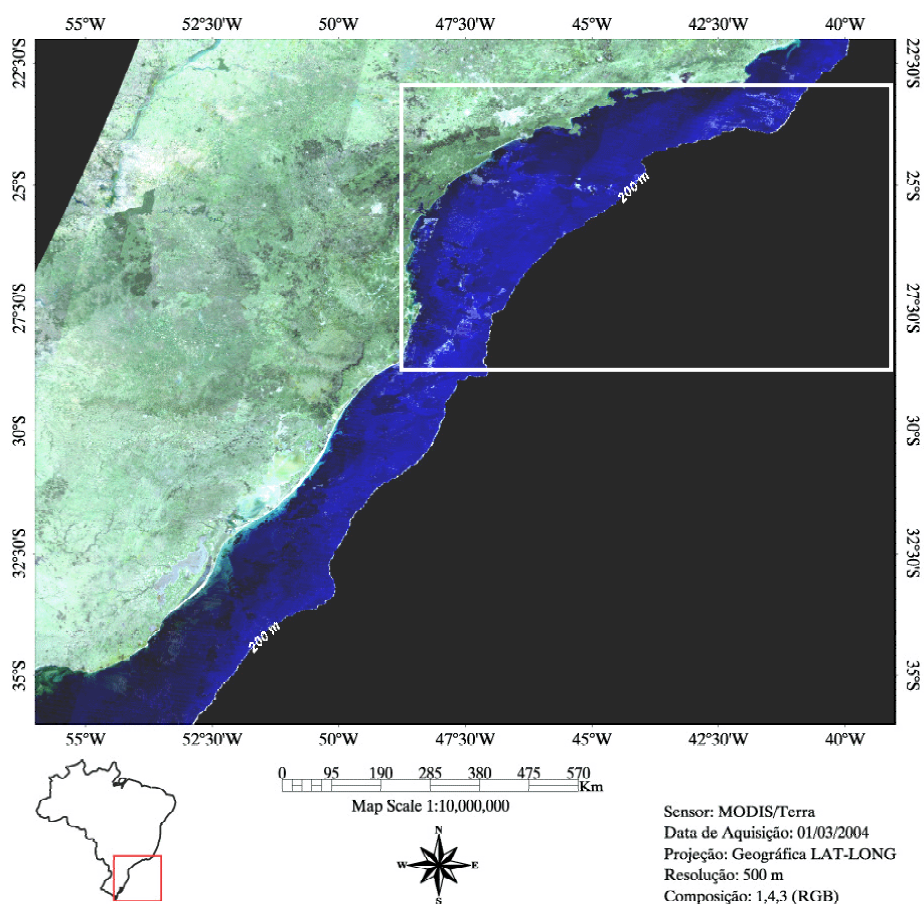 55°W 52°30'W 50°W 47°30'W 45°W 42°30'W 40°W
22°30'S 22°30'S
25°S 25°S
200 m
27°30'S 27°30'S
30°S 30°S
32°30'S 32°30'S
200 m
35°S 35°S
55°W 52°30'W 50°W 47°30'W 45°W 42°30'W 40°W
0 95 190 285 380 475 570
Km
Map Scale 1:10,000,000
N
W E
S
Sensor: MODIS/Terra
Data de Aquisição: 01/03/2004
Projeção: Geográfica LAT-LONG
Resolução: 500 m
Composição: 1,4,3 (RGB)